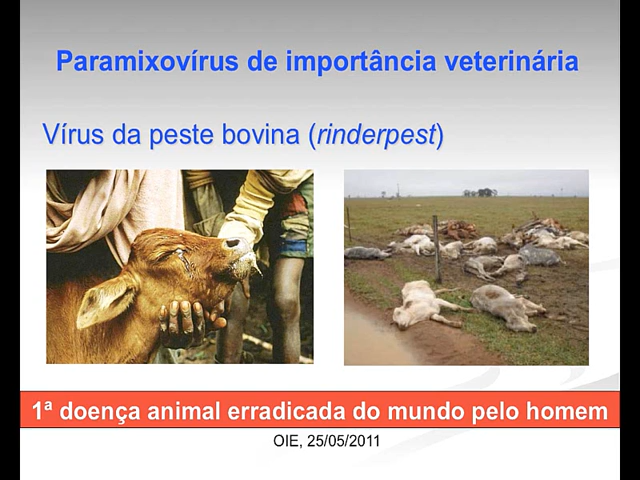 Paramixovírus de importância veterinária
Vírus da peste bovina (rinderpest)
1ª doença animal erradicada do mundo pelo homem
OIE, 25/05/2011